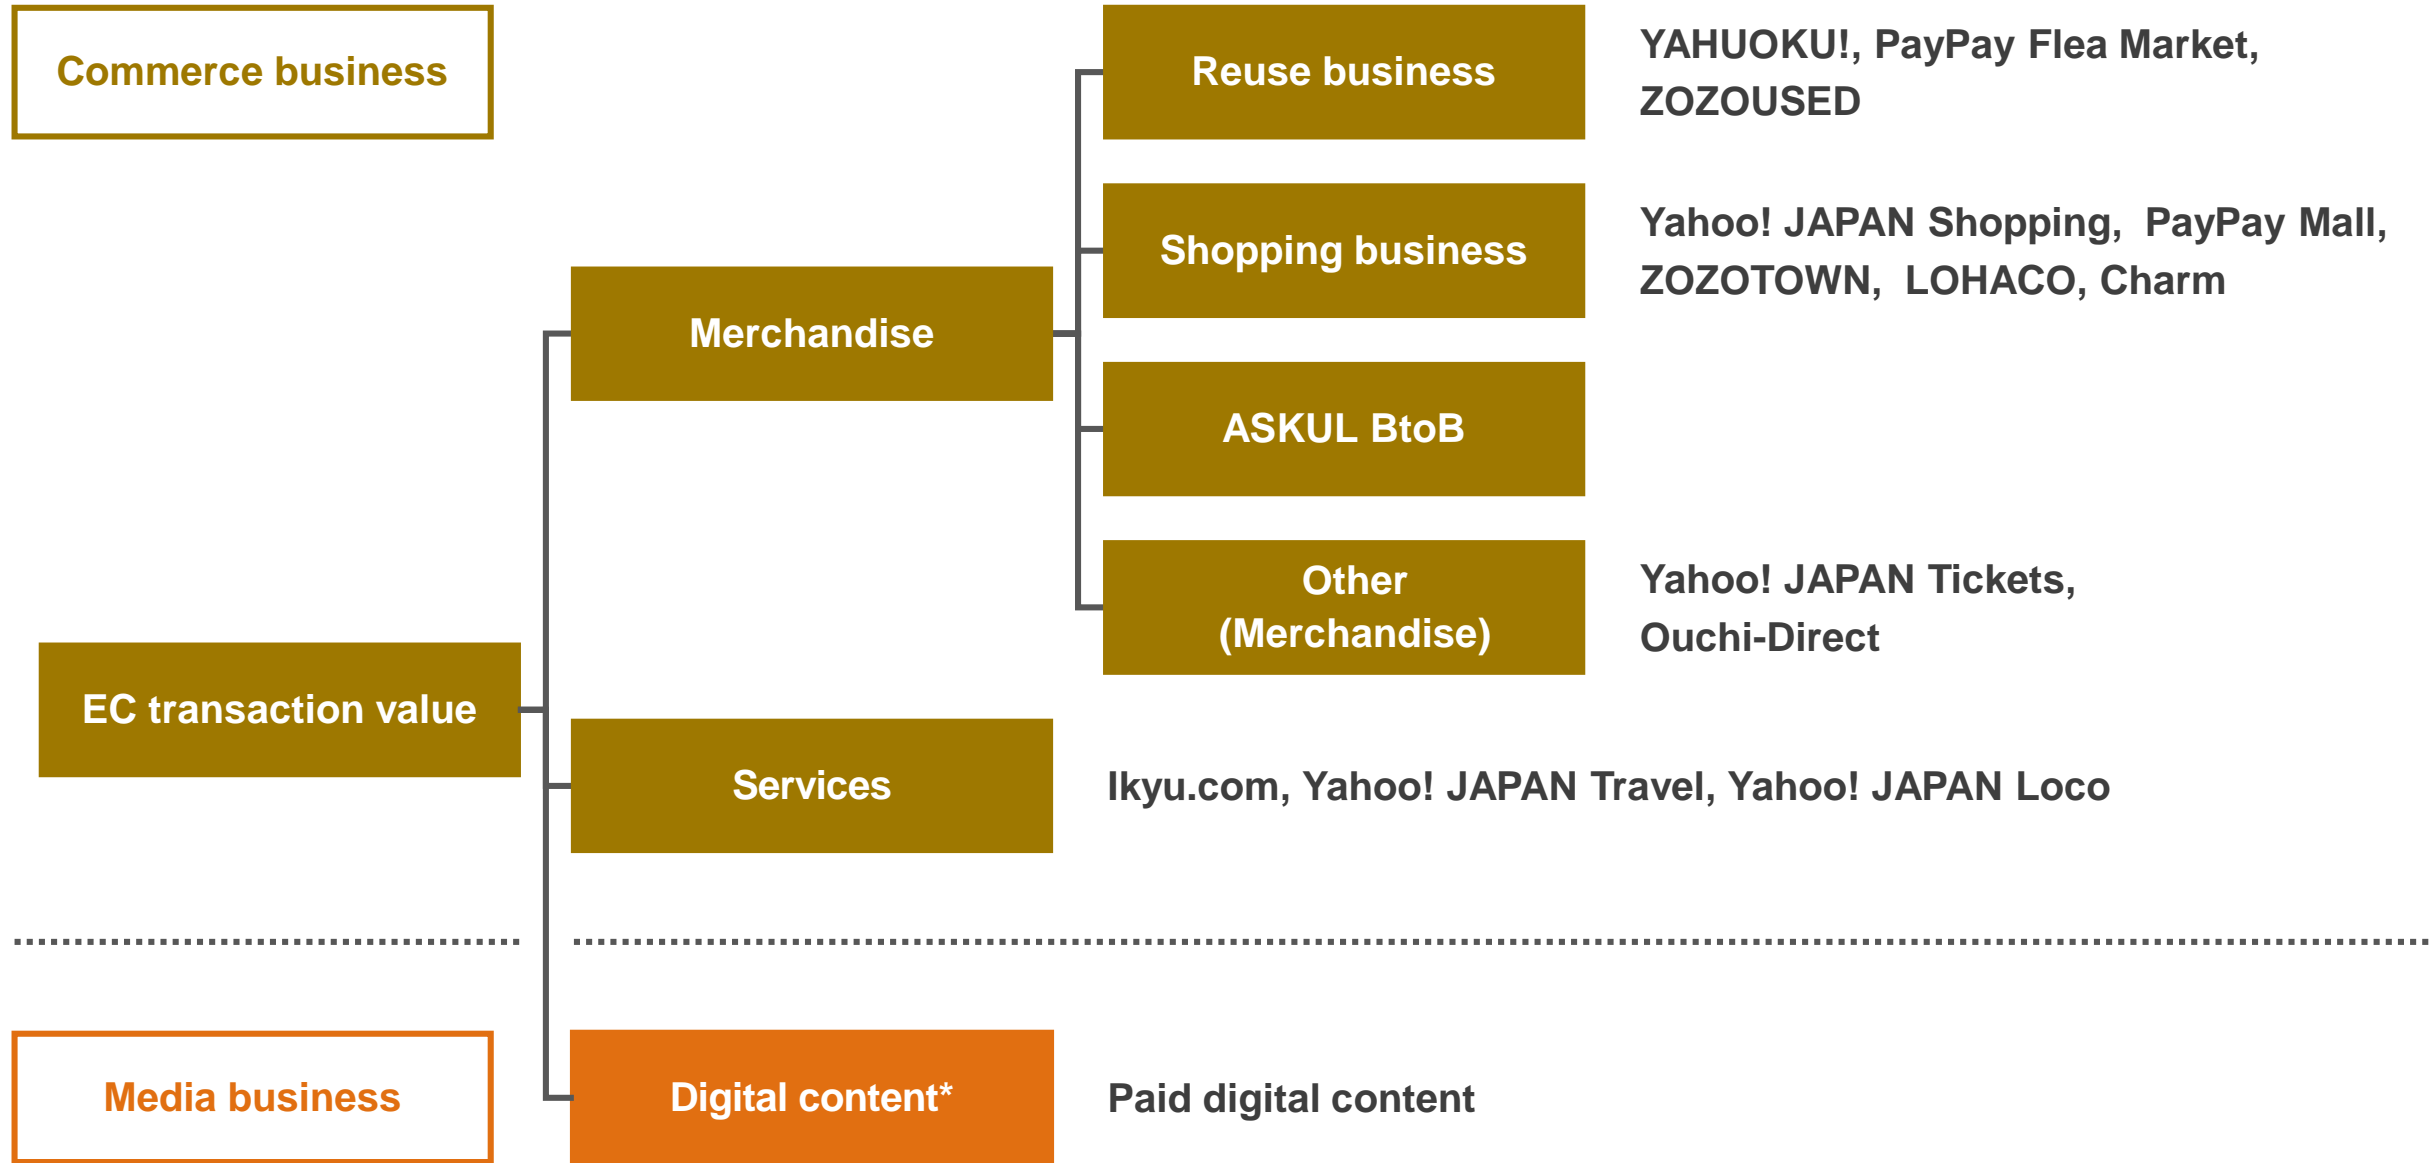 Commerce business
Reuse business
YAHUOKU!, PayPay Flea Market,
ZOZOUSED
Shopping business
Yahoo! JAPAN Shopping, PayPay Mall,
ZOZOTOWN, LOHACO, Charm
Merchandise
ASKUL BtoB
Other
(Merchandise)
Yahoo! JAPAN Tickets,
Ouchi-Direct
EC transaction value
Services
Ikyu.com, Yahoo! JAPAN Travel, Yahoo! JAPAN Loco
Media business
Digital content*
Paid digital content